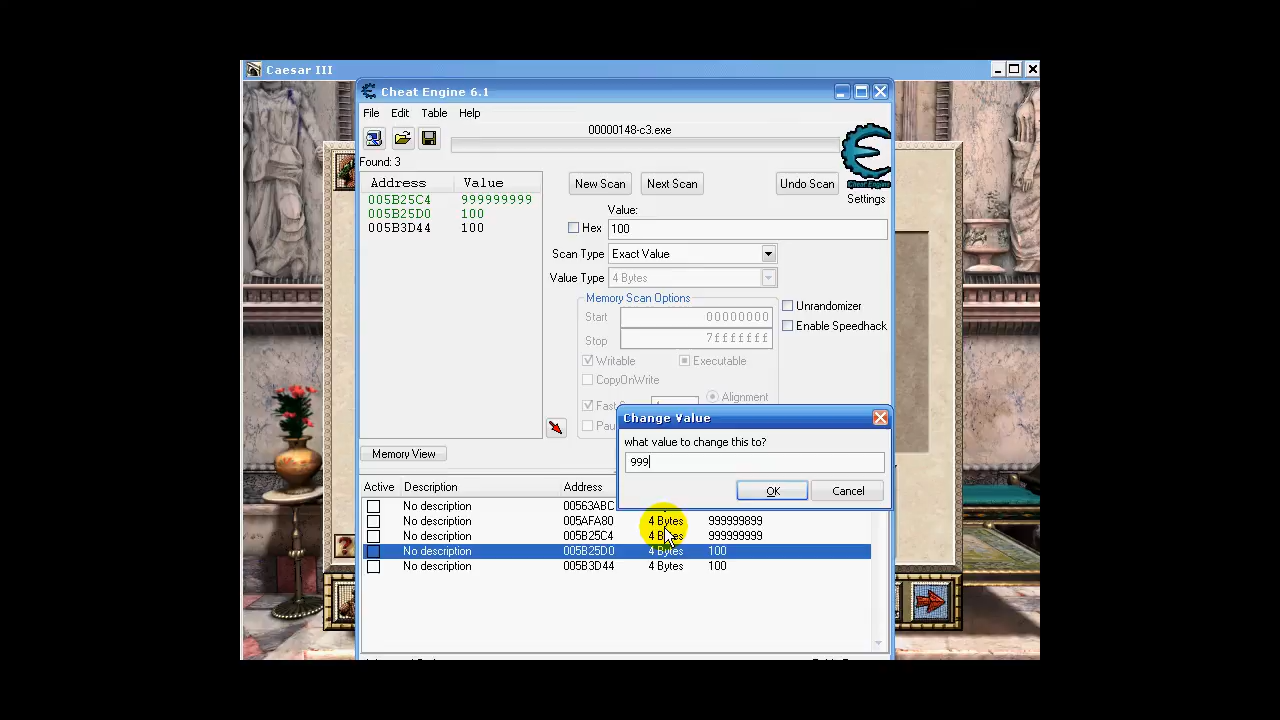 Caesar III
Cheat Engine 6.1
File Edit Table Help
00000148-c3.exe
Found: 3
Address Value
005B25C4 999999999
005B25D0 100
005B3D44 100
New Scan Next Scan Undo Scan
Cheat Engine
Settings
Value:
Hex 100
Scan Type Exact Value
Value Type 4 Bytes
Memory Scan Options
Start 00000000
Stop 7fffffff
Writable Executable
CopyOnWrite
Alignment
Unrandomizer
Enable Speedhack
Memory View
Change Value
what value to change this to?
999
OK Cancel
Active Description
No description 00563ABC
No description 005AFA80 4 Bytes 999999999
No description 005B25C4 4 Bytes 999999999
No description 005B25D0 4 Bytes 100
No description 4 Bytes 100